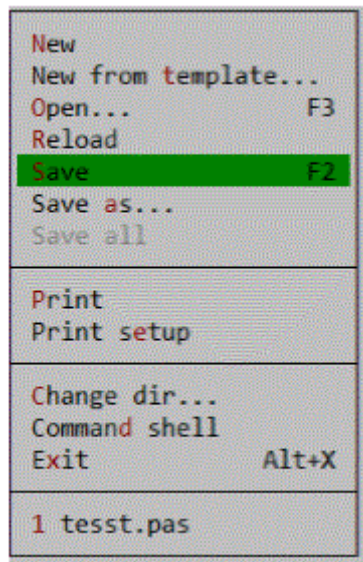 New
New from template...
Open... F3
Reload
Save F2
Save as...
Save all
Print
Print setup
Change dir...
Command shell
Exit Alt+X
1 tesst.pas